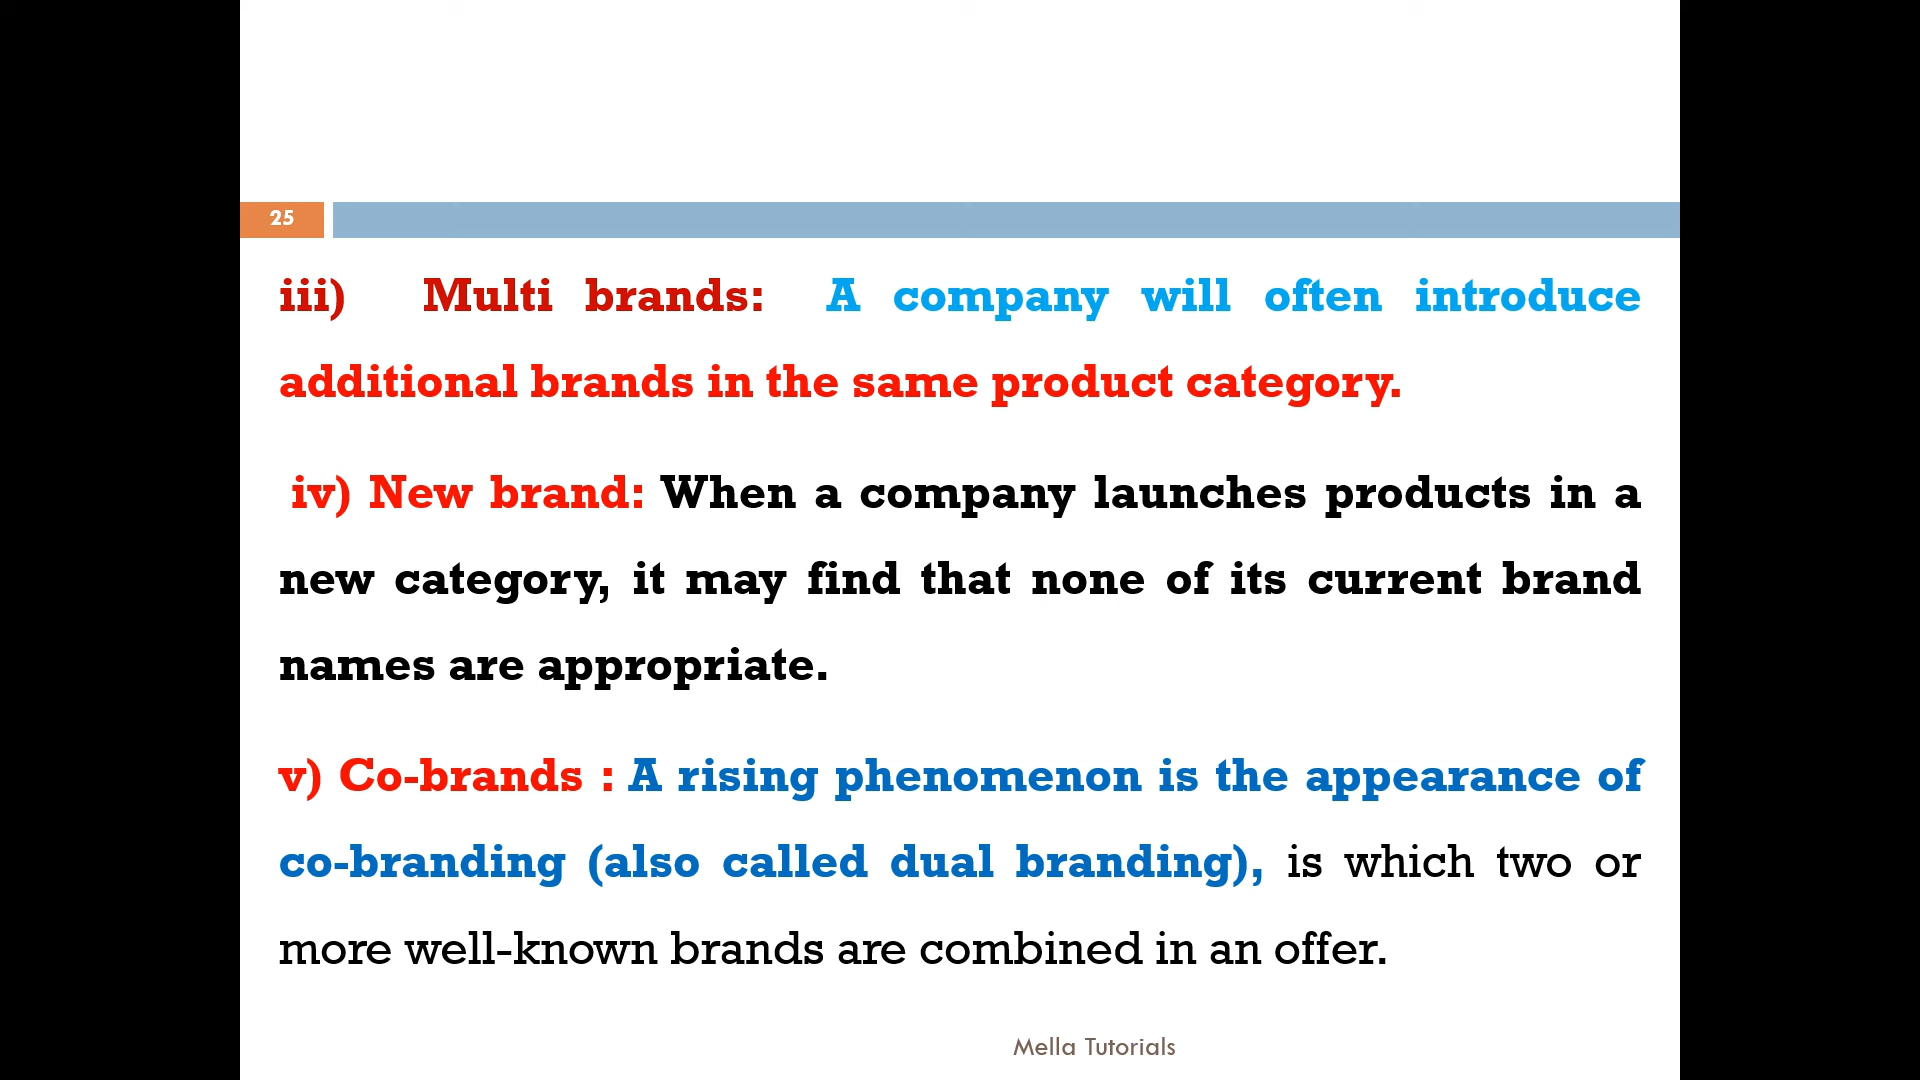 25
iii) Multi brands: A company will often introduce
additional brands in the same product category.
iv) New brand: When a company launches products in a
new category, it may find that none of its current brand
names are appropriate.
v) Co-brands : A rising phenomenon is the appearance of
co-branding (also called dual branding), is which two or
more well-known brands are combined in an offer.
Mella Tutorials